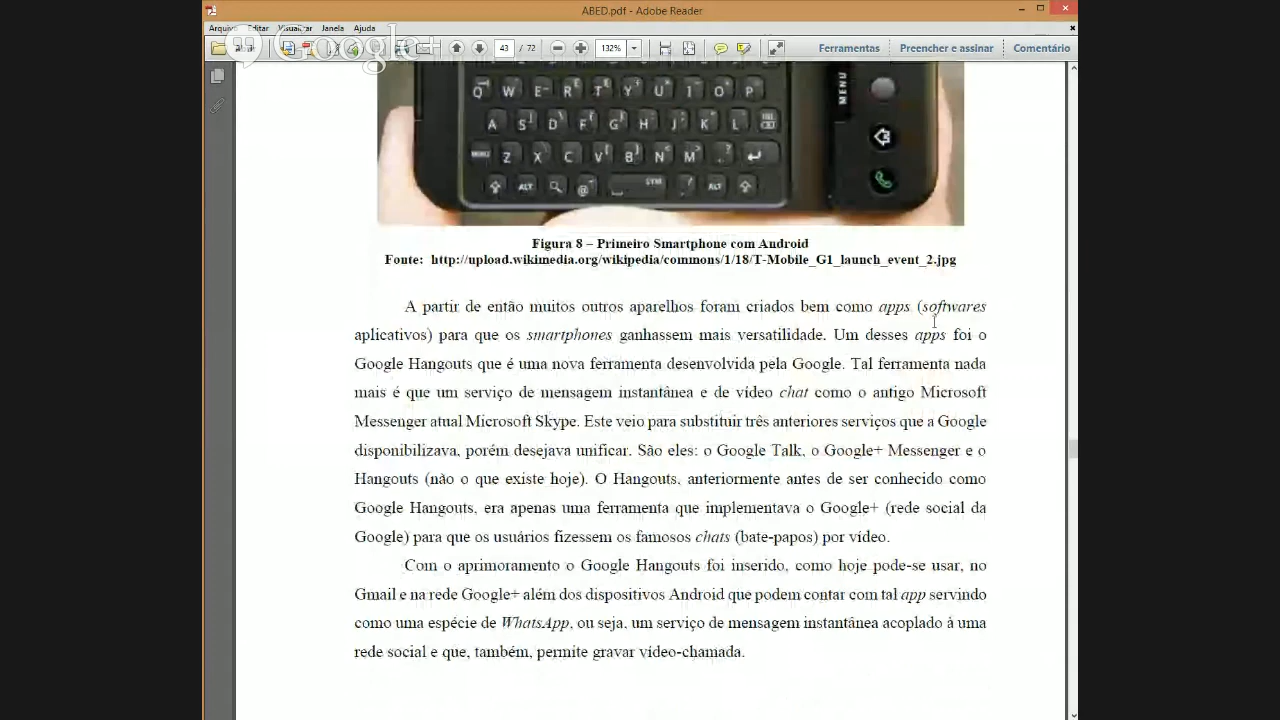 ABED.pdf - Adobe Reader
Arquivo Editar Visualizar Janela Ajuda
Google+
43 / 72 132% Ferramentas Preencher e assinar Comentário
MENU
Q W E R T Y U I O P
A S D F G H J K L DEL
MENU Z X C V B N M
ALT @ SYM ALT
Figura 8 – Primeiro Smartphone com Android
Fonte: http://upload.wikimedia.org/wikipedia/commons/1/18/T-Mobile_G1_launch_event_2.jpg
A partir de então muitos outros aparelhos foram criados bem como apps (softwares
aplicativos) para que os smartphones ganhassem mais versatilidade. Um desses apps foi o
Google Hangouts que é uma nova ferramenta desenvolvida pela Google. Tal ferramenta nada
mais é que um serviço de mensagem instantânea e de vídeo chat como o antigo Microsoft
Messenger atual Microsoft Skype. Este veio para substituir três anteriores serviços que a Google
disponibilizava, porém desejava unificar. São eles: o Google Talk, o Google+ Messenger e o
Hangouts (não o que existe hoje). O Hangouts, anteriormente antes de ser conhecido como
Google Hangouts, era apenas uma ferramenta que implementava o Google+ (rede social da
Google) para que os usuários fizessem os famosos chats (bate-papos) por vídeo.
Com o aprimoramento o Google Hangouts foi inserido, como hoje pode-se usar, no
Gmail e na rede Google+ além dos dispositivos Android que podem contar com tal app servindo
como uma espécie de WhatsApp, ou seja, um serviço de mensagem instantânea acoplado à uma
rede social e que, também, permite gravar vídeo-chamada.